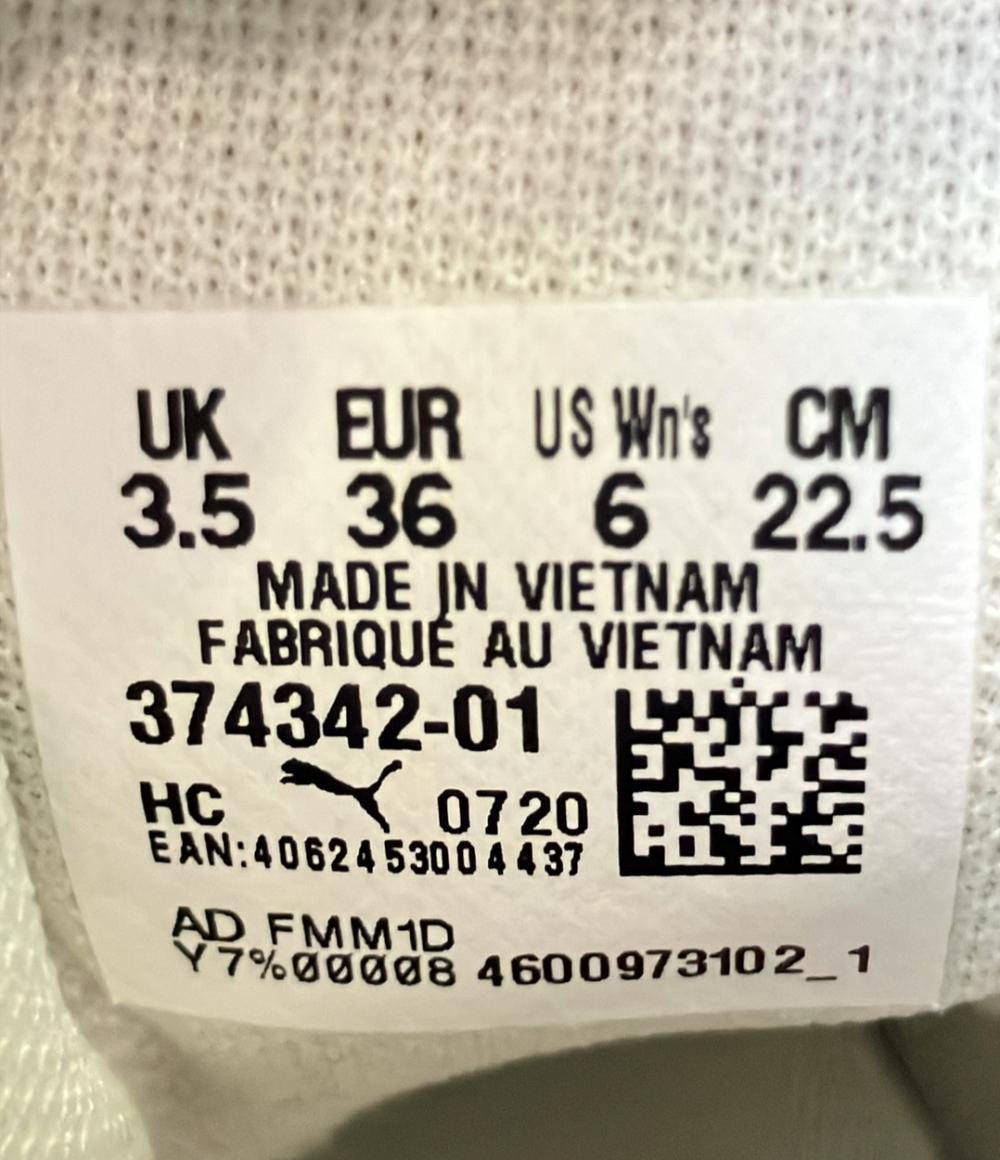 UK EUR US Wn's CM
3.5 36 6 22.5
MADE IN VIETNAM
FABRIQUÉ AU VIETNAM
374342-01
HC 0720
EAN:4062453004437
AD FMM1D
Y7%00008 4600973102_1